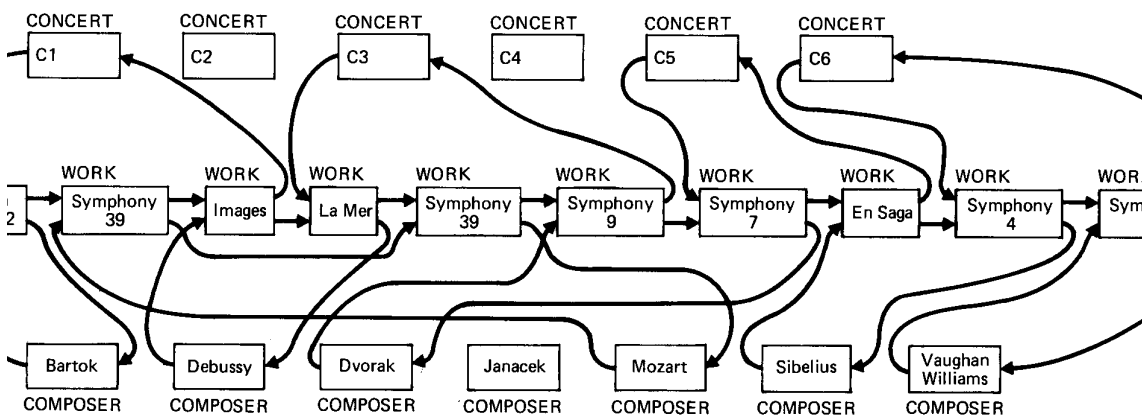 CONCERT CONCERT CONCERT CONCERT CONCERT CONCERT
C1 C2 C3 C4 C5 C6
WORK WORK WORK WORK WORK WORK WORK WORK
Symphony 39
Images
La Mer
Symphony 39
Symphony 9
Symphony 7
En Saga
Symphony 4
2
Bartok Debussy Dvorak Janacek Mozart Sibelius Vaughan Williams
COMPOSER COMPOSER COMPOSER COMPOSER COMPOSER COMPOSER COMPOSER